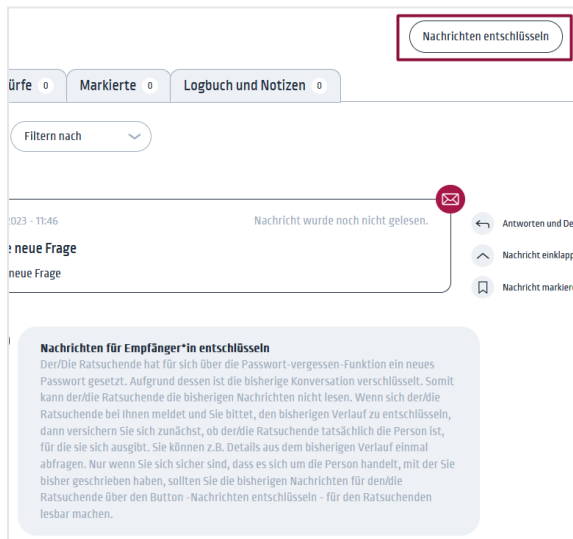 Nachrichten entschlüsseln
ürfe 0 Markierte 0 Logbuch und Notizen 0
Filtern nach
2023 - 11:46 Nachricht wurde noch nicht gelesen.
Antworten und De
e neue Frage
Nachricht einklapp
neue Frage
Nachricht markiere
Nachrichten für Empfänger*in entschlüsseln
Der/Die Ratsuchende hat für sich über die Passwort-vergessen-Funktion ein neues
Passwort gesetzt. Aufgrund dessen ist die bisherige Konversation verschlüsselt. Somit
kann der/die Ratsuchende die bisherigen Nachrichten nicht lesen. Wenn sich der/die
Ratsuchende bei Ihnen meldet und Sie bittet, den bisherigen Verlauf zu entschlüsseln,
dann versichern Sie sich zunächst, ob der/die Ratsuchende tatsächlich die Person ist,
für die sie sich ausgibt. Sie können z.B. Details aus dem bisherigen Verlauf einmal
abfragen. Nur wenn Sie sich sicher sind, dass es sich um die Person handelt, mit der Sie
bisher geschrieben haben, sollten Sie die bisherigen Nachrichten für den/die
Ratsuchende über den Button -Nachrichten entschlüsseln - für den Ratsuchenden
lesbar machen.